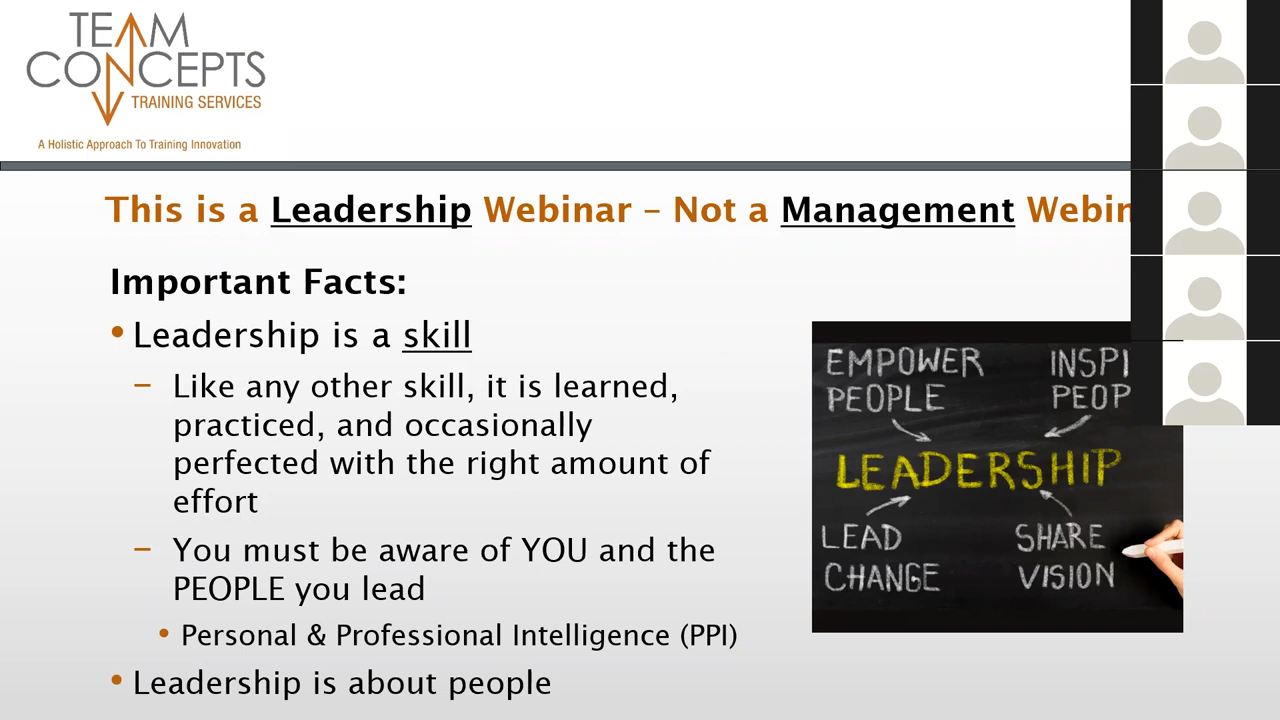 TEAM
CONCEPTS
TRAINING SERVICES
A Holistic Approach To Training Innovation
This is a Leadership Webinar – Not a Management Webin
Important Facts:
•Leadership is a skill
– Like any other skill, it is learned,
practiced, and occasionally
perfected with the right amount of
effort
– You must be aware of YOU and the
PEOPLE you lead
• Personal & Professional Intelligence (PPI)
•Leadership is about people
EMPOWER
PEOPLE
INSPI
PEOP
LEADERSHIP
LEAD
CHANGE
SHARE
VISION